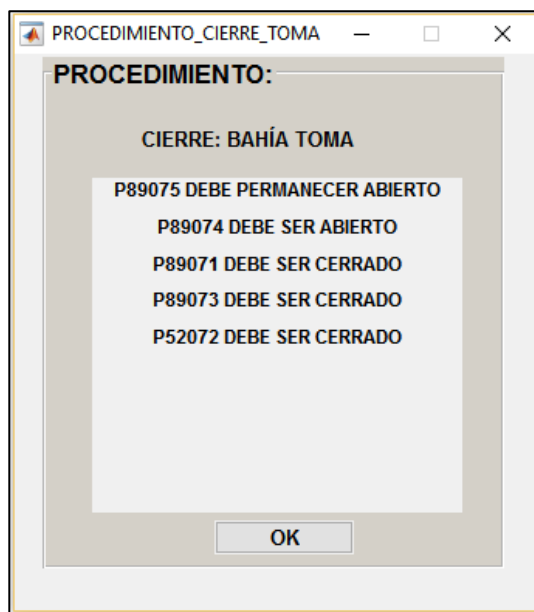 PROCEDIMIENTO_CIERRE_TOMA
PROCEDIMIENTO:
CIERRE: BAHÍA TOMA
P89075 DEBE PERMANECER ABIERTO
P89074 DEBE SER ABIERTO
P89071 DEBE SER CERRADO
P89073 DEBE SER CERRADO
P52072 DEBE SER CERRADO
OK